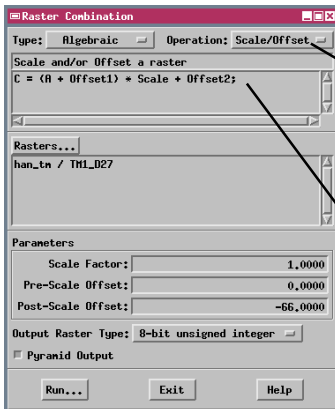 Raster Combination
Type: Algebraic Operation: Scale/Offset
Scale and/or Offset a raster
C = (A + Offset1) * Scale + Offset2;
Rasters...
han_tm / TM1_D27
Parameters
Scale Factor: 1.0000
Pre-Scale Offset: 0.0000
Post-Scale Offset: -66.0000
Output Raster Type: 8-bit unsigned integer
Pyramid Output
Run... Exit Help